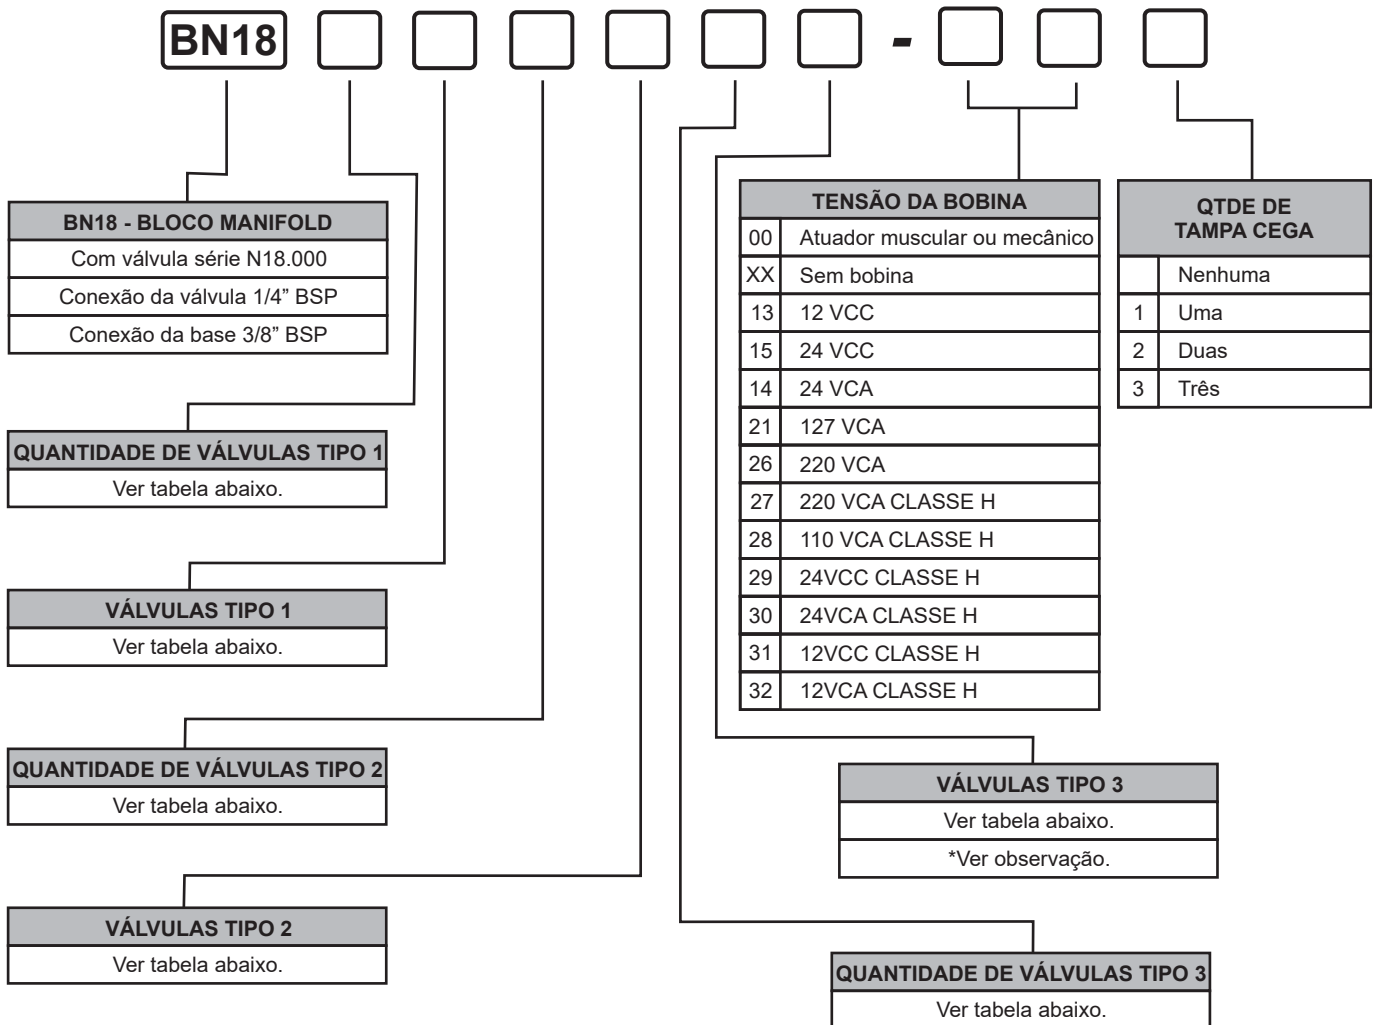 BN18 -
BN18 - BLOCO MANIFOLD
Com válvula série N18.000
Conexão da válvula 1/4” BSP
Conexão da base 3/8” BSP
QUANTIDADE DE VÁLVULAS TIPO 1
Ver tabela abaixo.
VÁLVULAS TIPO 1
Ver tabela abaixo.
QUANTIDADE DE VÁLVULAS TIPO 2
Ver tabela abaixo.
VÁLVULAS TIPO 2
Ver tabela abaixo.
TENSÃO DA BOBINA
00 Atuador muscular ou mecânico
XX Sem bobina
13 12 VCC
15 24 VCC
14 24 VCA
21 127 VCA
26 220 VCA
27 220 VCA CLASSE H
28 110 VCA CLASSE H
29 24VCC CLASSE H
30 24VCA CLASSE H
31 12VCC CLASSE H
32 12VCA CLASSE H
QTDE DE
TAMPA CEGA
Nenhuma
1 Uma
2 Duas
3 Três
VÁLVULAS TIPO 3
Ver tabela abaixo.
*Ver observação.
QUANTIDADE DE VÁLVULAS TIPO 3
Ver tabela abaixo.